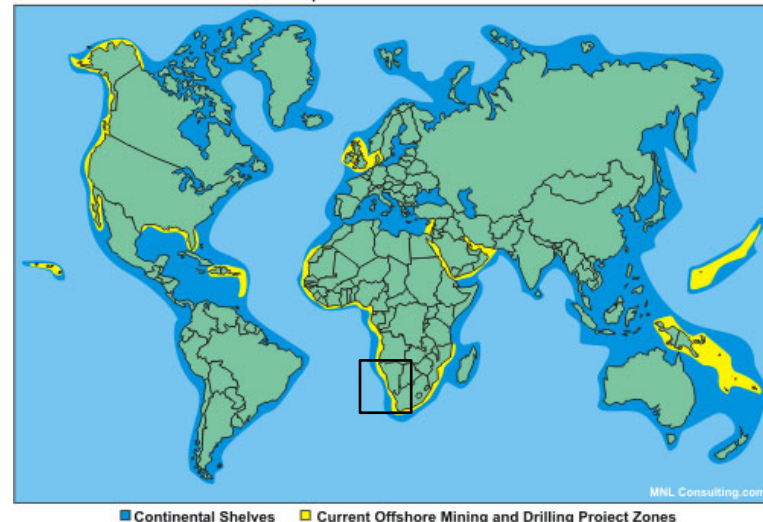 MNL Consulting.com
Continental Shelves
Current Offshore Mining and Drilling Project Zones